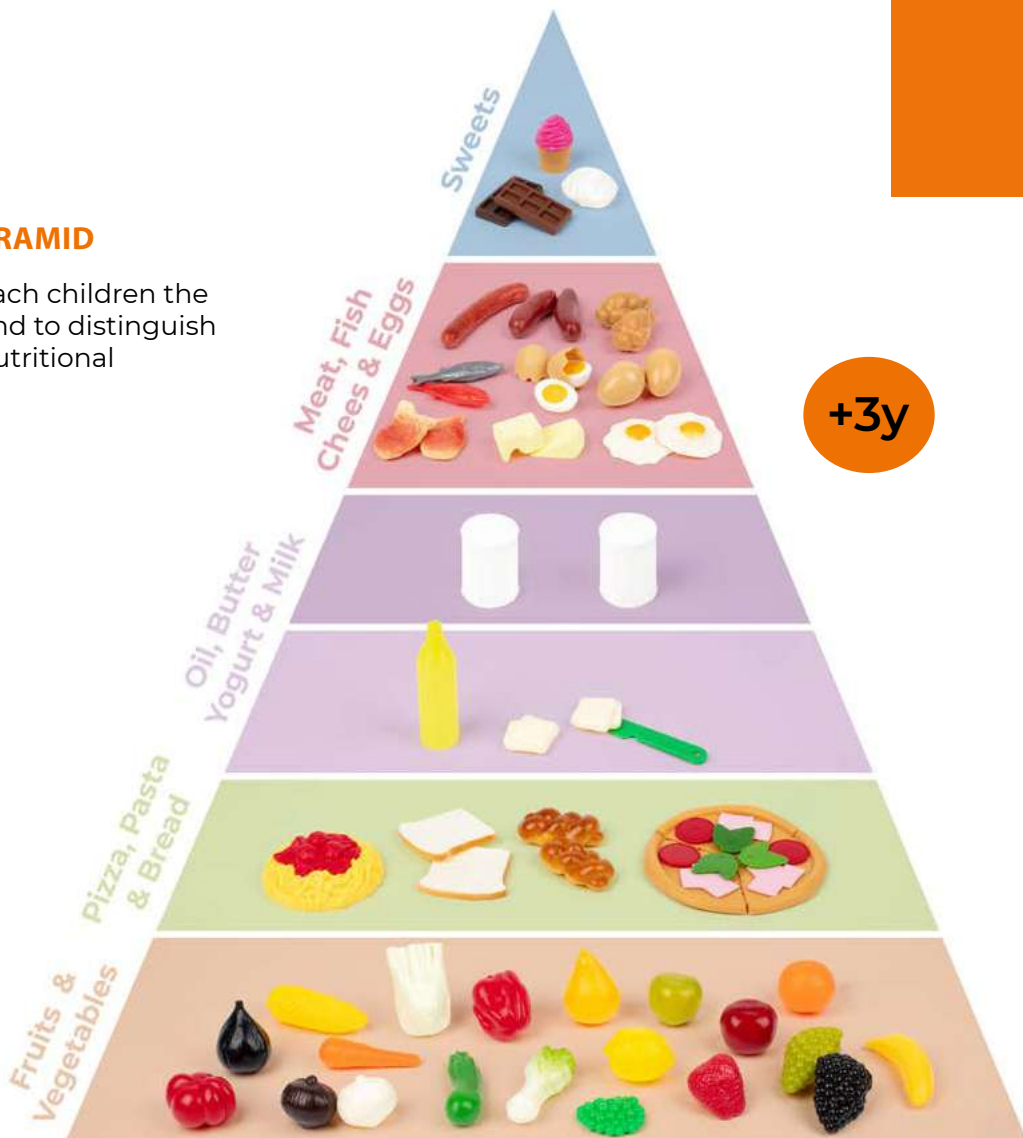 RAMID
ach children the
nd to distinguish
utritional
Sweets
Meat, Fish
Chees & Eggs
+3y
Oil, Butter
Yogurt & Milk
Pizza, Pasta
& Bread
Fruits &
Vegetables